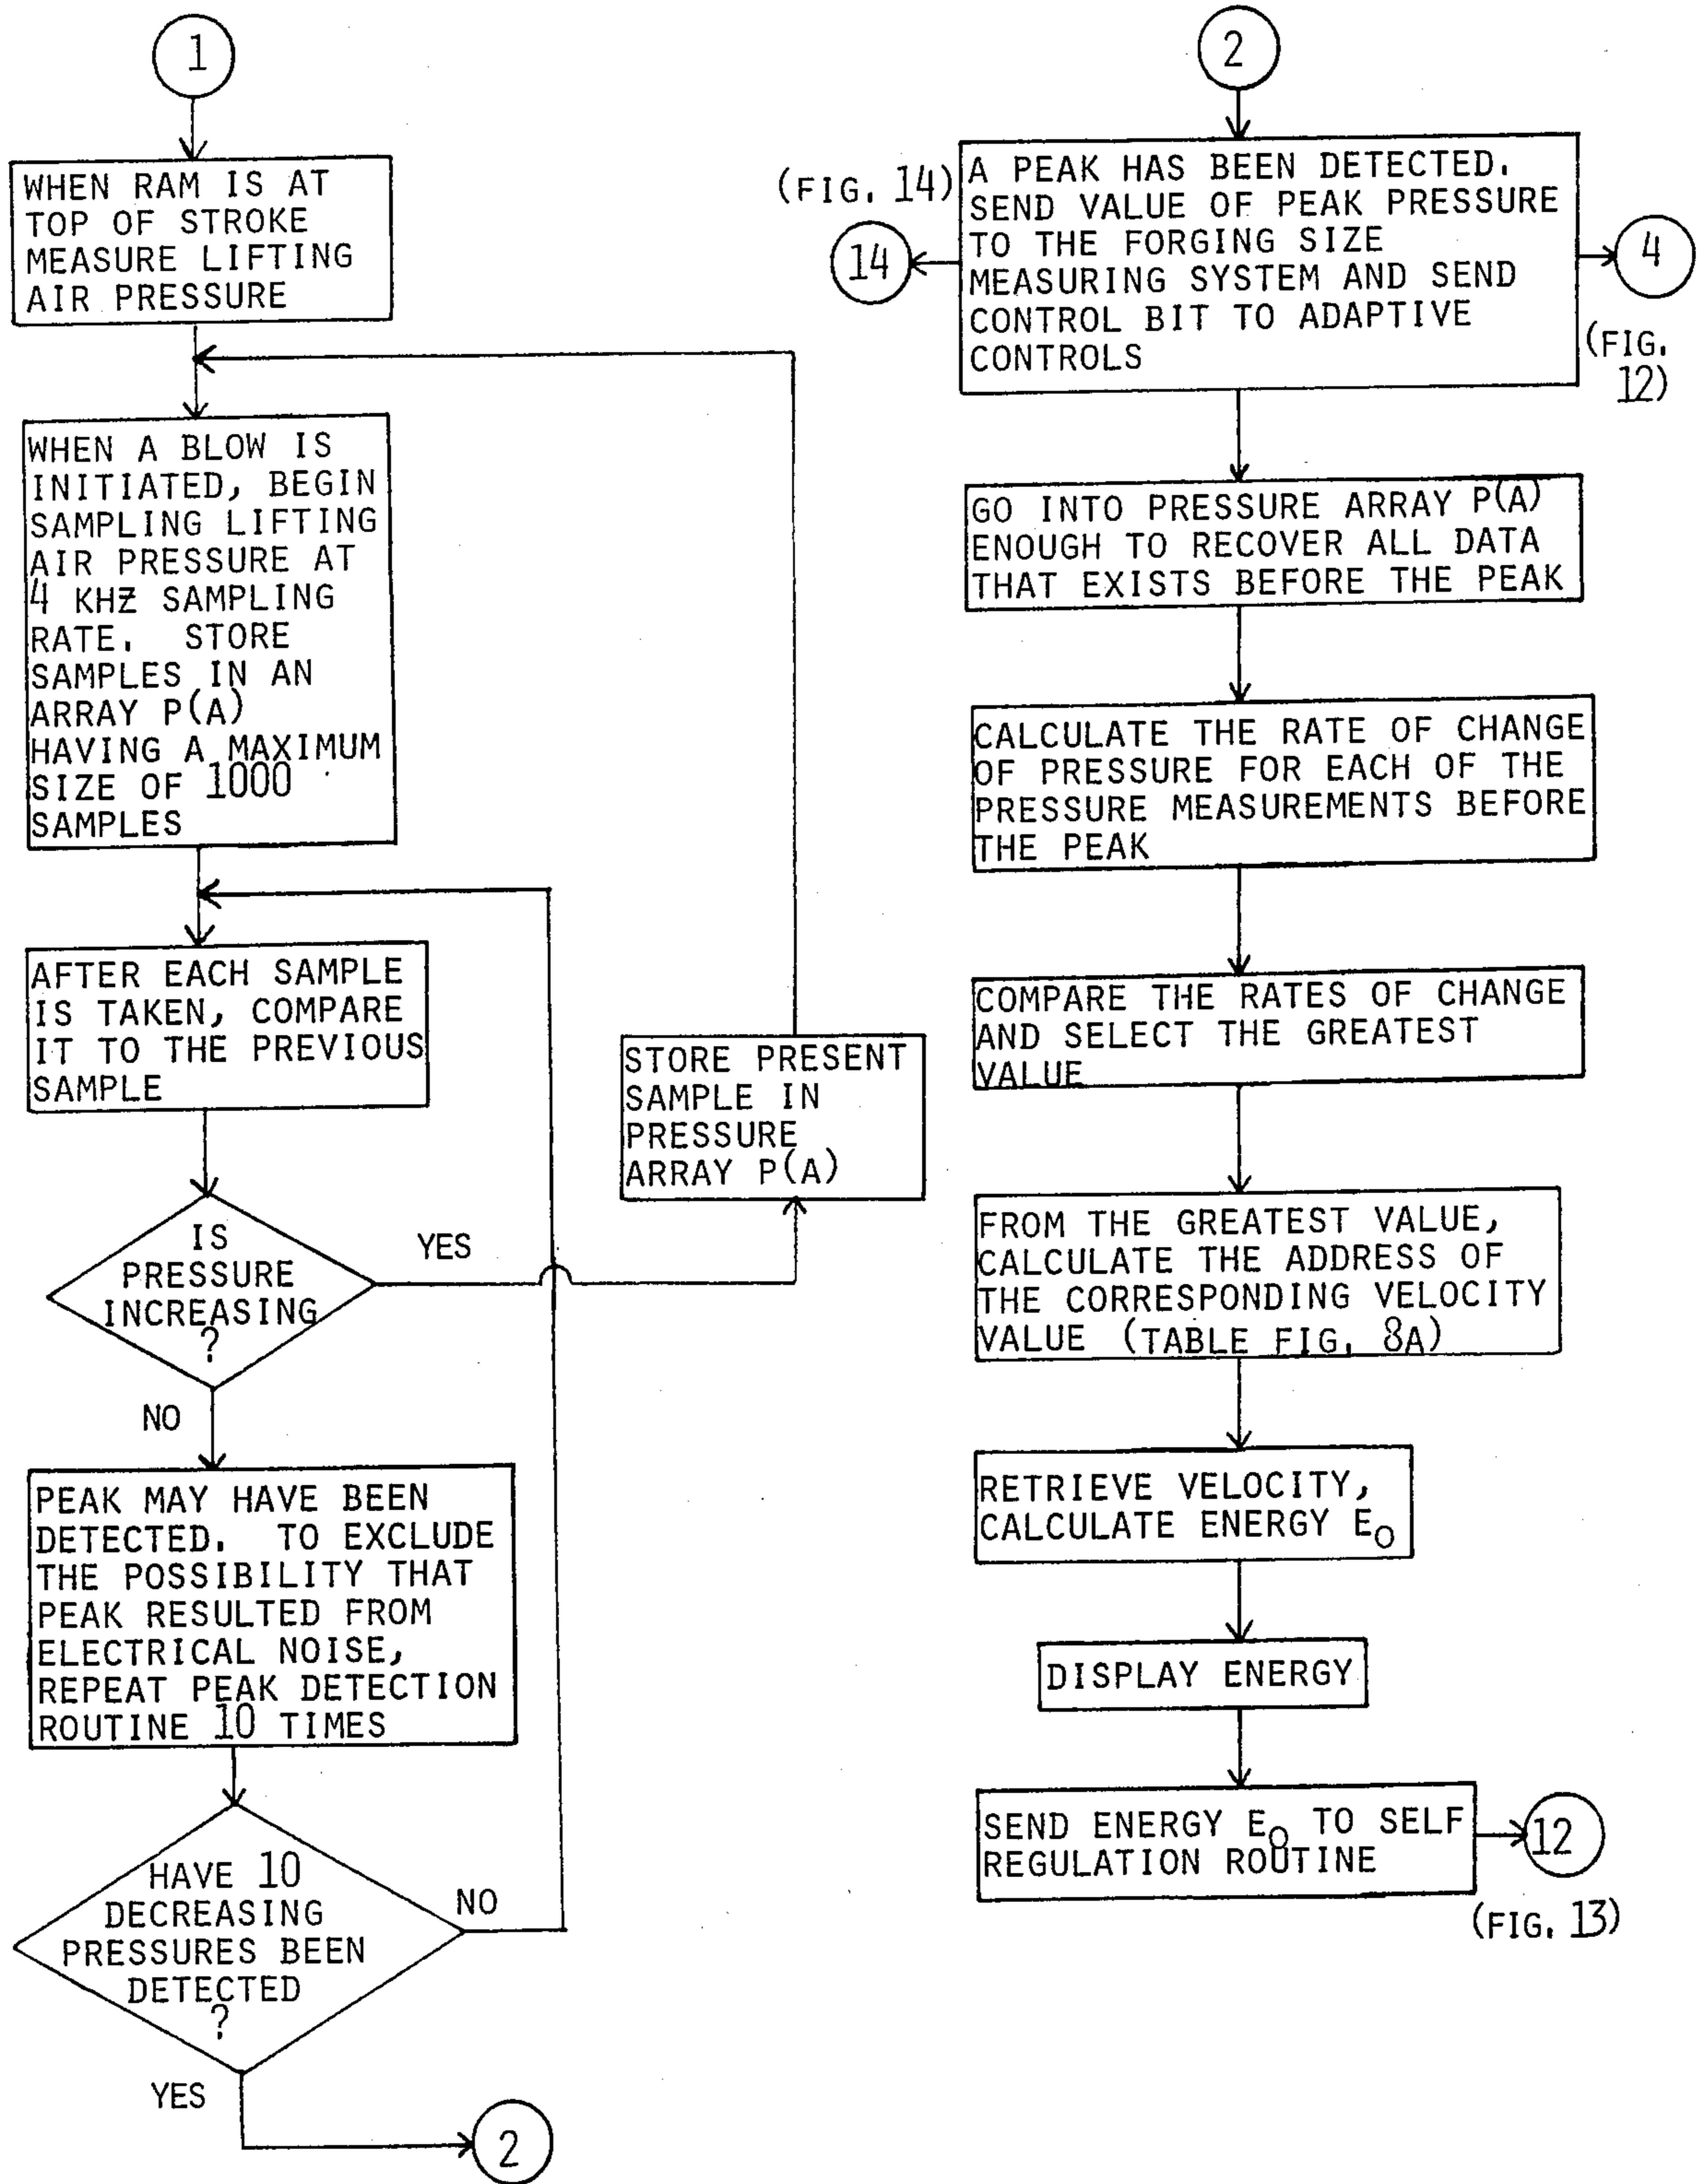 1
WHEN RAM IS AT
TOP OF STROKE
MEASURE LIFTING
AIR PRESSURE
WHEN A BLOW IS
INITIATED, BEGIN
SAMPLING LIFTING
AIR PRESSURE AT
4 KHZ SAMPLING
RATE. STORE
SAMPLES IN AN
ARRAY P(A)
HAVING A MAXIMUM
SIZE OF 1000
SAMPLES
AFTER EACH SAMPLE
IS TAKEN, COMPARE
IT TO THE PREVIOUS
SAMPLE
IS
PRESSURE
INCREASING
?
YES
STORE PRESENT
SAMPLE IN
PRESSURE
ARRAY P(A)
NO
PEAK MAY HAVE BEEN
DETECTED. TO EXCLUDE
THE POSSIBILITY THAT
PEAK RESULTED FROM
ELECTRICAL NOISE,
REPEAT PEAK DETECTION
ROUTINE 10 TIMES
HAVE 10
DECREASING
PRESSURES BEEN
DETECTED
?
NO
YES
2
2
A PEAK HAS BEEN DETECTED.
SEND VALUE OF PEAK PRESSURE
TO THE FORGING SIZE
MEASURING SYSTEM AND SEND
CONTROL BIT TO ADAPTIVE
CONTROLS
(FIG. 14)
14
4
(FIG.
12)
GO INTO PRESSURE ARRAY P(A)
ENOUGH TO RECOVER ALL DATA
THAT EXISTS BEFORE THE PEAK
CALCULATE THE RATE OF CHANGE
OF PRESSURE FOR EACH OF THE
PRESSURE MEASUREMENTS BEFORE
THE PEAK
COMPARE THE RATES OF CHANGE
AND SELECT THE GREATEST
VALUE
FROM THE GREATEST VALUE,
CALCULATE THE ADDRESS OF
THE CORRESPONDING VELOCITY
VALUE (TABLE FIG. 8A)
RETRIEVE VELOCITY,
CALCULATE ENERGY EO
DISPLAY ENERGY
SEND ENERGY EO TO SELF
REGULATION ROUTINE
12
(FIG. 13)